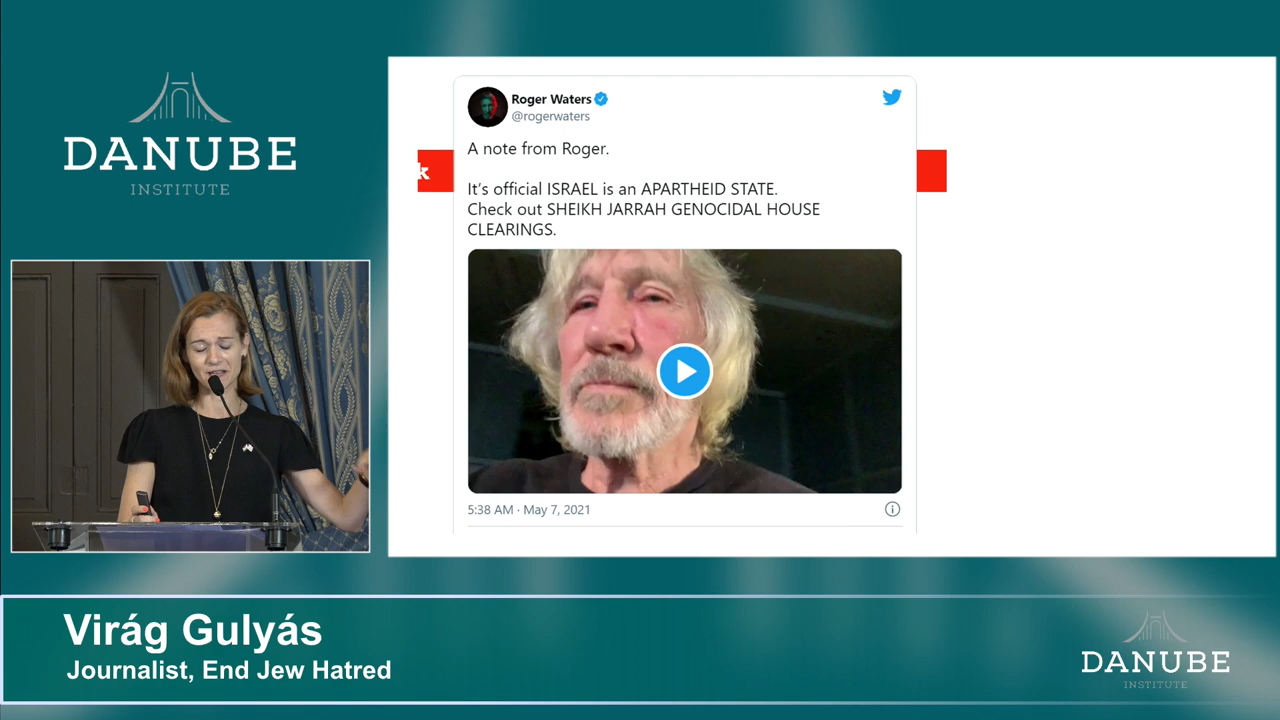 DANUBE
INSTITUTE
k
Roger Waters
@rogerwaters
A note from Roger.
It's official ISRAEL is an APARTHEID STATE.
Check out SHEIKH JARRAH GENOCIDAL HOUSE
CLEARINGS.
5:38 AM · May 7, 2021
Virág Gulyás
Journalist, End Jew Hatred
DANUBE
INSTITUTE